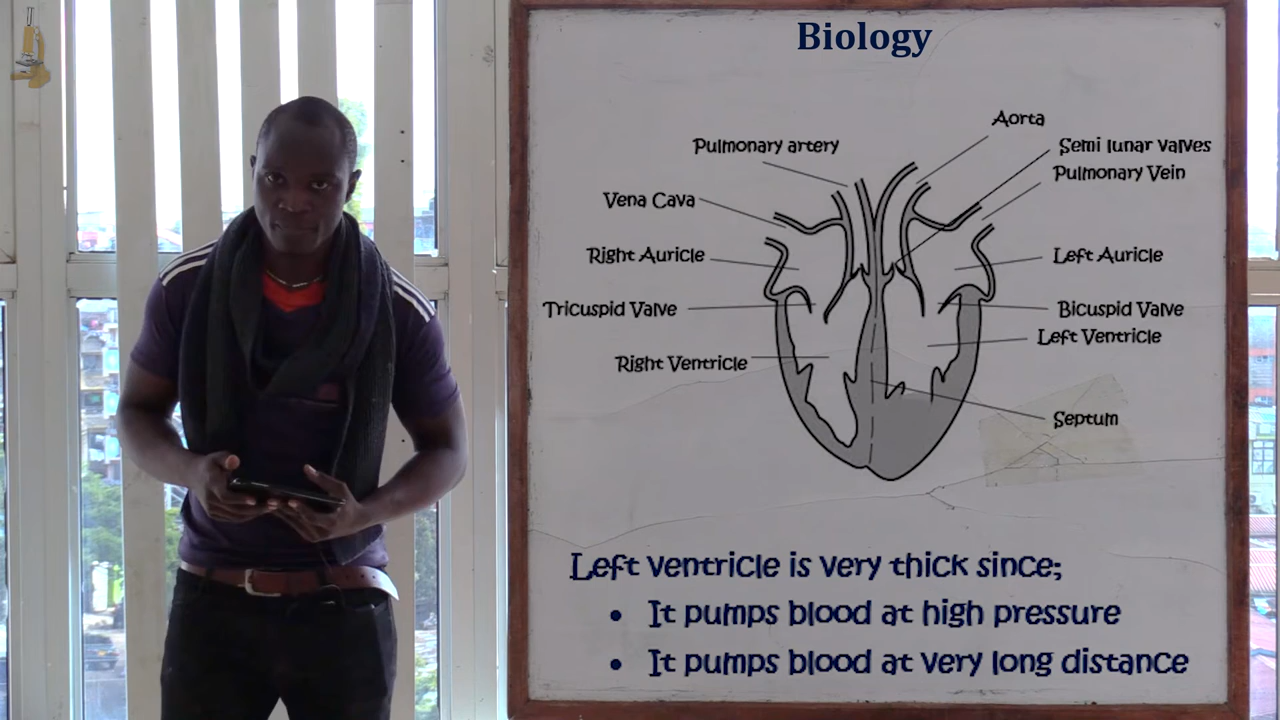 Biology
Aorta
Pulmonary artery
Semi lunar valves
Pulmonary Vein
Vena Cava
Right Auricle
Left Auricle
Tricuspid Valve
Bicuspid Valve
Left Ventricle
Right Ventricle
Septum
Left ventricle is very thick since;
• It pumps blood at high pressure
• It pumps blood at very long distance